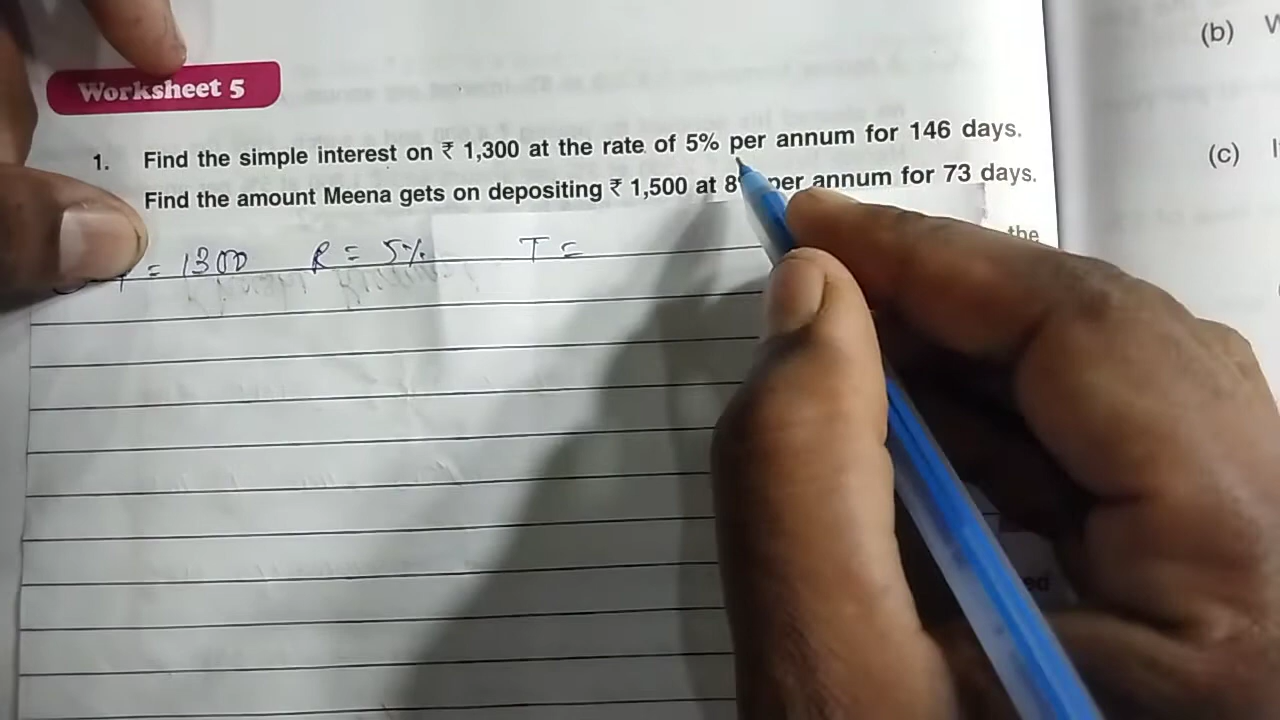 Worksheet 5
1. Find the simple interest on ₹ 1,300 at the rate of 5% per annum for 146 days.
Find the amount Meena gets on depositing ₹ 1,500 at 8% per annum for 73 days.
the
= 1300 R = 5% T =
ed
(b)
(c)